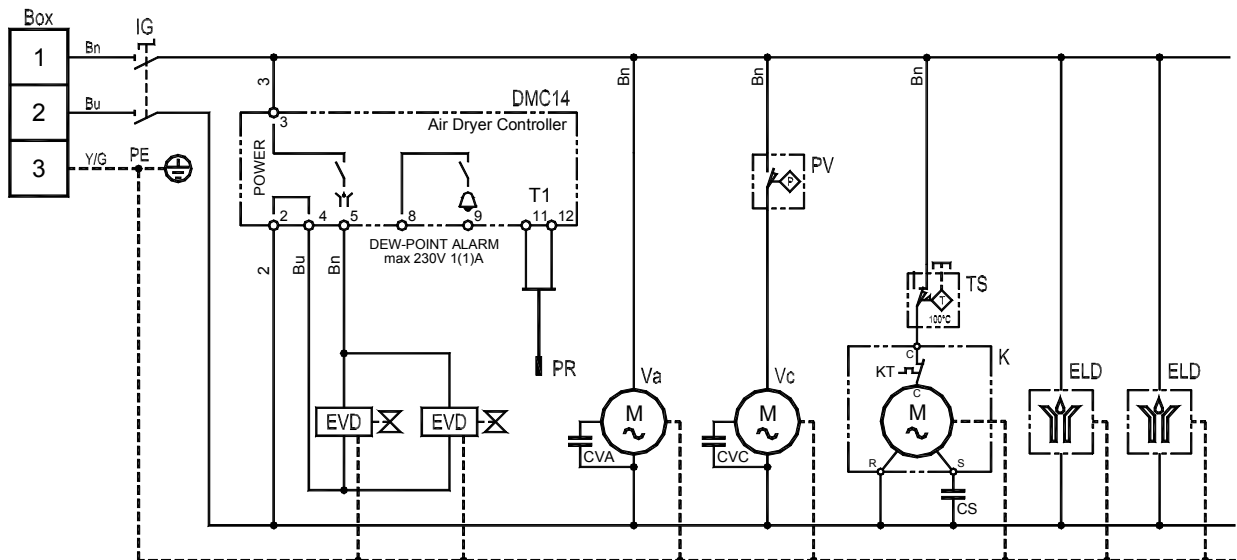 Box
1
2
3
IG
Bn
Bu
Y/G
PE
3
DMC14
3
Air Dryer Controller
POWER
T1
2
4
5
8
9
11
12
DEW-POINT ALARM
max 230V 1(1)A
2
Bu
Bn
PR
EVD
EVD
Bn
Va
M
CVA
Bn
PV
P
Vc
M
CVC
Bn
TS
T
100°C
C
K
KT
C
M
R
S
CS
ELD
ELD